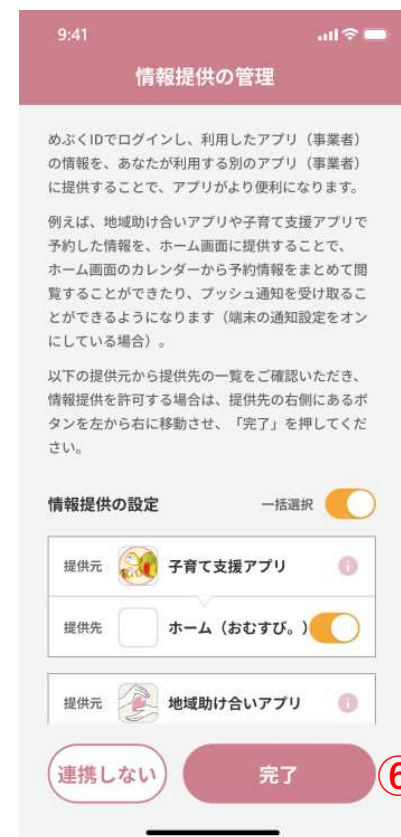 9:41
情報提供の管理
めぶくIDでログインし、利用したアプリ（事業者）
の情報を、あなたが利用する別のアプリ（事業者）
に提供することで、アプリがより便利になります。
例えば、地域助け合いアプリや子育て支援アプリで
予約した情報を、ホーム画面に提供することで、
ホーム画面のカレンダーから予約情報をまとめて閲
覧することができたり、プッシュ通知を受け取るこ
とができるようになります（端末の通知設定をオン
にしている場合）。
以下の提供元から提供先の一覧をご確認いただき、
情報提供を許可する場合は、提供先の右側にあるボ
タンを左から右に移動させ、「完了」を押してくだ
さい。
情報提供の設定 一括選択
提供元 子育て支援アプリ
提供先 ホーム（おむすび。）
提供元 地域助け合いアプリ
連携しない 完了 ⑥